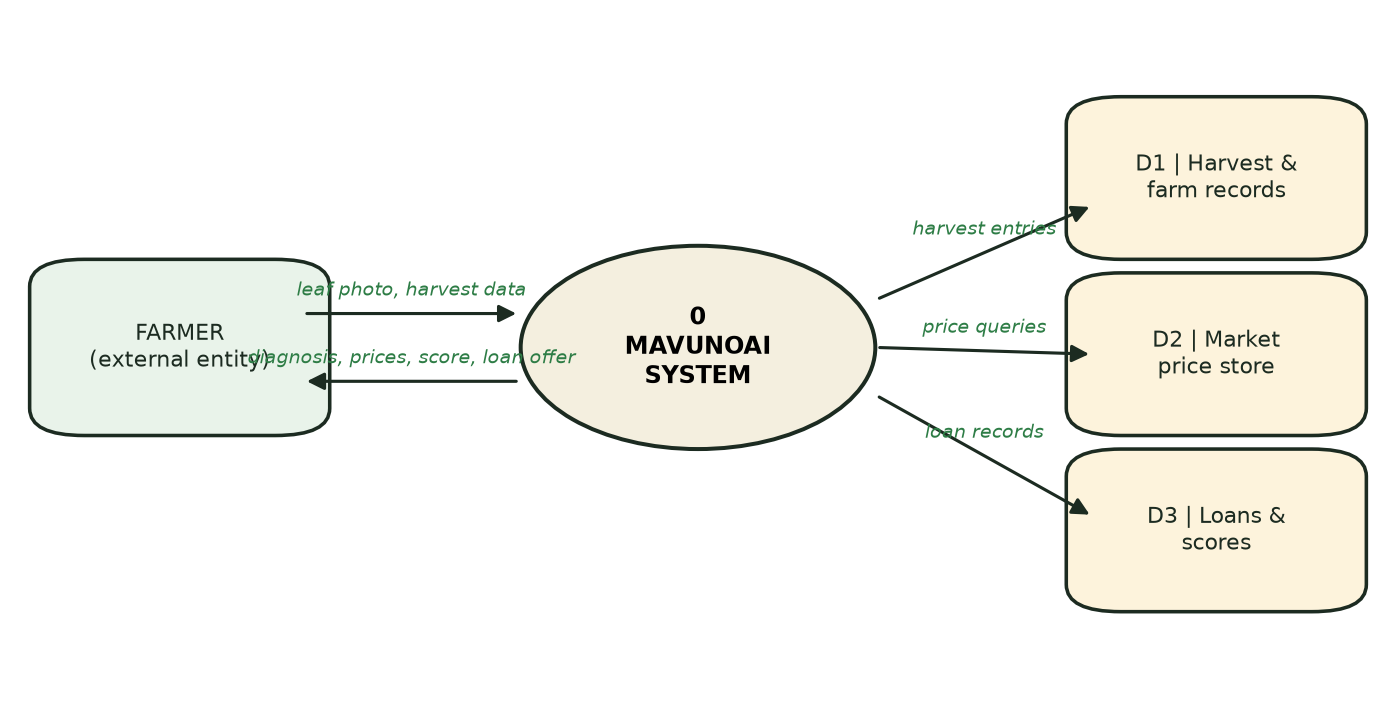 FARMER
(external entity)
leaf photo, harvest data
diagnosis, prices, score, loan offer
0
MAVUNOAI
SYSTEM
harvest entries
price queries
loan records
D1 | Harvest &
farm records
D2 | Market
price store
D3 | Loans &
scores